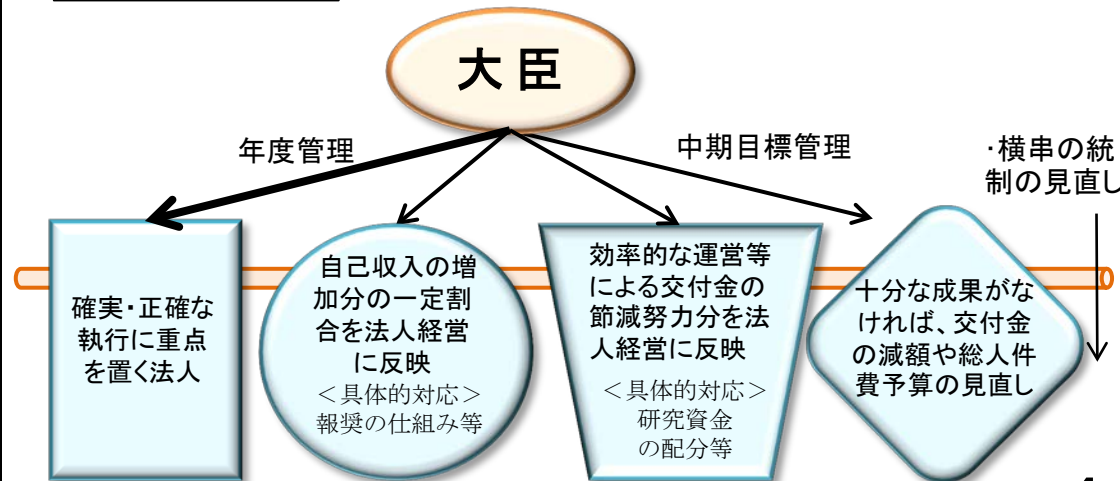 大 臣
年度管理
中期目標管理
・横串の統
制の見直し
確実・正確な
執行に重点
を置く法人
自己収入の増
加分の一定割
合を法人経営
に反映
＜具体的対応＞
報奨の仕組み等
効率的な運営等
による交付金の
節減努力分を法
人経営に反映
＜具体的対応＞
研究資金
の配分等
十分な成果がな
ければ、交付金
の減額や総人件
費予算の見直し